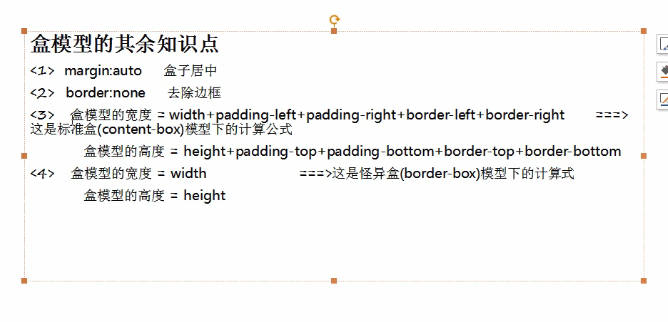 盒模型的其余知识点
<1> margin:auto 盒子居中
<2> border:none 去除边框
<3> 盒模型的宽度 = width+padding-left+padding-right+border-left+border-right ===>
这是标准盒(content-box)模型下的计算公式
盒模型的高度 = height+padding-top+padding-bottom+border-top+border-bottom
<4> 盒模型的宽度 = width ===>这是怪异盒(border-box)模型下的计算式
盒模型的高度 = height